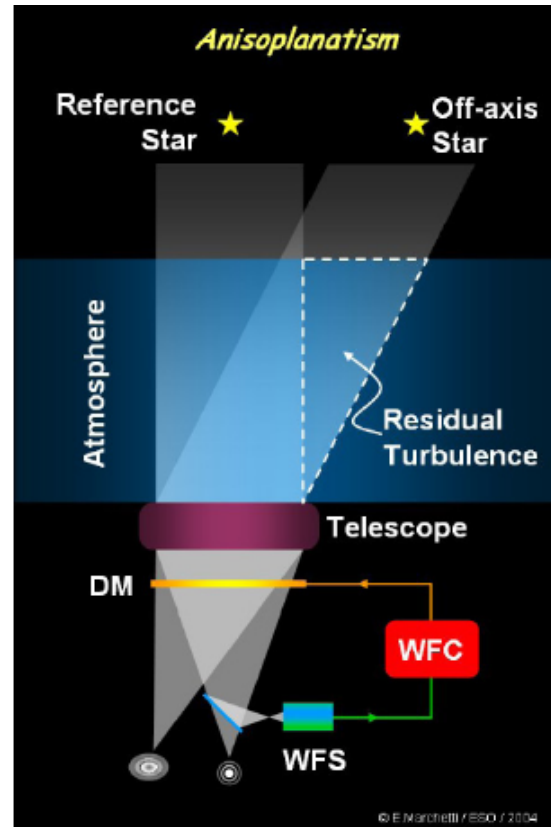 Anisoplanatism
Reference
Star
Off-axis
Star
Atmosphere
Residual
Turbulence
Telescope
DM
WFC
WFS
© E.Marchetti / ESO / 2004